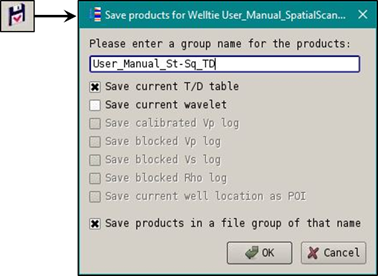 Save products for Welltie User_Manual_SpatialScan...
Please enter a group name for the products:
User_Manual_St-Sq_TD
Save current T/D table
Save current wavelet
Save calibrated Vp log
Save blocked Vp log
Save blocked Vs log
Save blocked Rho log
Save current well location as POI
Save products in a file group of that name
OK Cancel